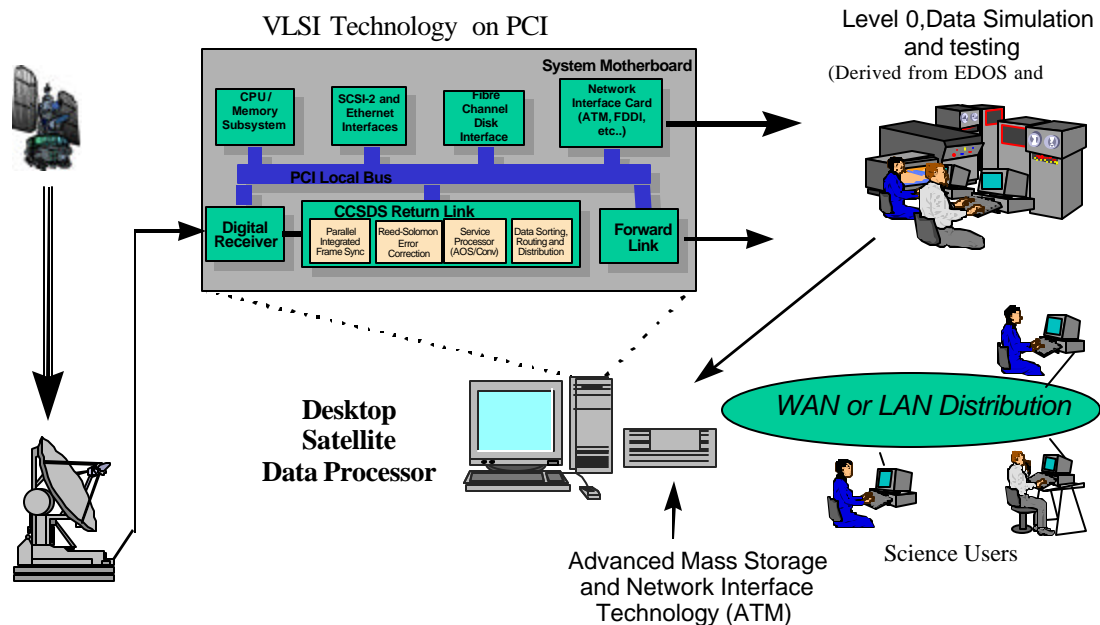 VLSI Technology on PCI
Level 0,Data Simulation
and testing
(Derived from EDOS and
System Motherboard
CPU /
Memory
Subsystem
SCSI-2 and
Ethernet
Interfaces
Fibre
Channel
Disk
Interface
Network
Interface Card
(ATM, FDDI,
etc..)
PCI Local Bus
Digital
Receiver
CCSDS Return Link
Parallel
Integrated
Frame Sync
Reed-Solomon
Error
Correction
Service
Processor
(AOS/Conv)
Data Sorting,
Routing and
Distribution
Forward
Link
Desktop
Satellite
Data Processor
WAN or LAN Distribution
Science Users
Advanced Mass Storage
and Network Interface
Technology (ATM)